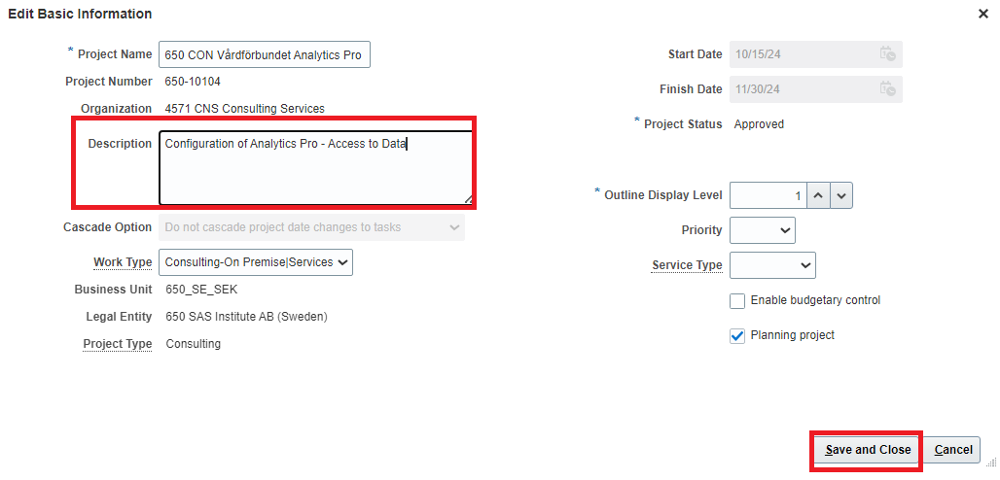 Edit Basic Information
* Project Name 650 CON Vårdförbundet Analytics Pro
Project Number 650-10104
Organization 4571 CNS Consulting Services
Description Configuration of Analytics Pro - Access to Data
Cascade Option Do not cascade project date changes to tasks
Work Type Consulting-On Premise|Services
Business Unit 650_SE_SEK
Legal Entity 650 SAS Institute AB (Sweden)
Project Type Consulting
Start Date 10/15/24
Finish Date 11/30/24
* Project Status Approved
* Outline Display Level 1
Priority
Service Type
Enable budgetary control
Planning project
Save and Close Cancel